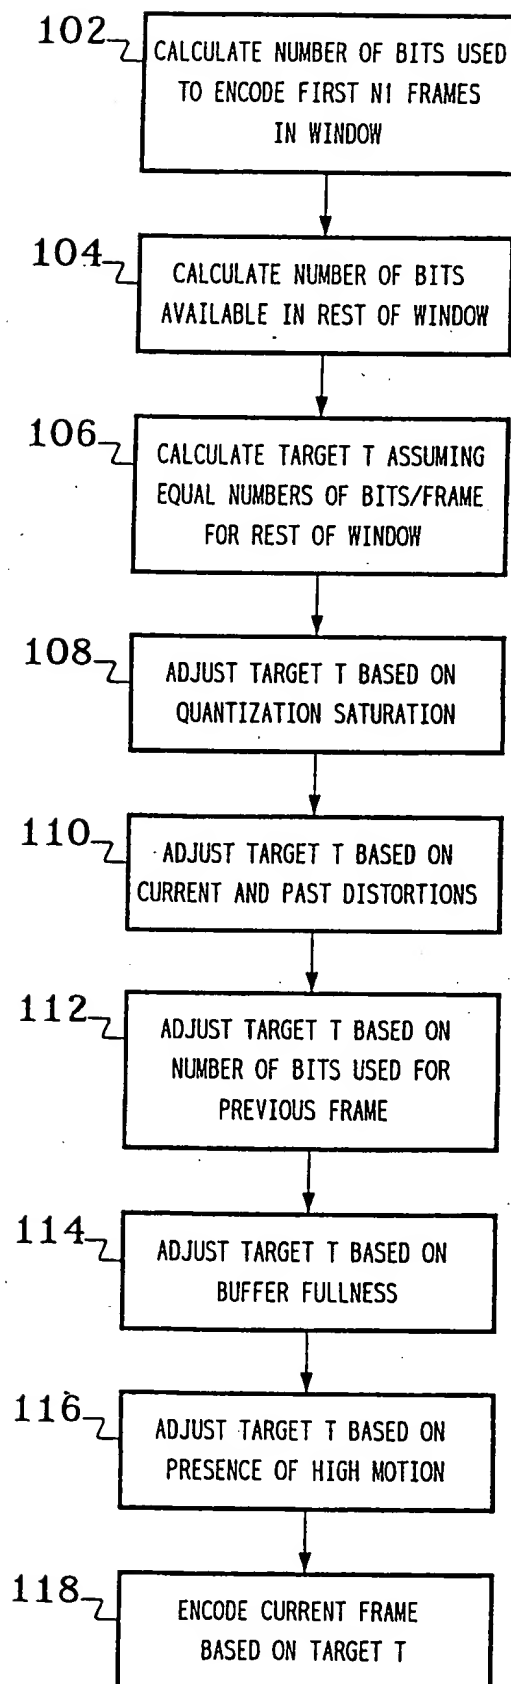 102
CALCULATE NUMBER OF BITS USED
TO ENCODE FIRST N1 FRAMES
IN WINDOW
104
CALCULATE NUMBER OF BITS
AVAILABLE IN REST OF WINDOW
106
CALCULATE TARGET T ASSUMING
EQUAL NUMBERS OF BITS/FRAME
FOR REST OF WINDOW
108
ADJUST TARGET T BASED ON
QUANTIZATION SATURATION
110
ADJUST TARGET T BASED ON
CURRENT AND PAST DISTORTIONS
112
ADJUST TARGET T BASED ON
NUMBER OF BITS USED FOR
PREVIOUS FRAME
114
ADJUST TARGET T BASED ON
BUFFER FULLNESS
116
ADJUST TARGET T BASED ON
PRESENCE OF HIGH MOTION
118
ENCODE CURRENT FRAME
BASED ON TARGET T